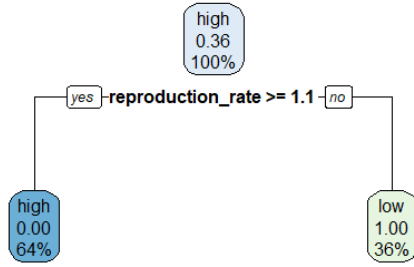 high
0.36
100%
yes reproduction_rate >= 1.1 no
high
0.00
64%
low
1.00
36%